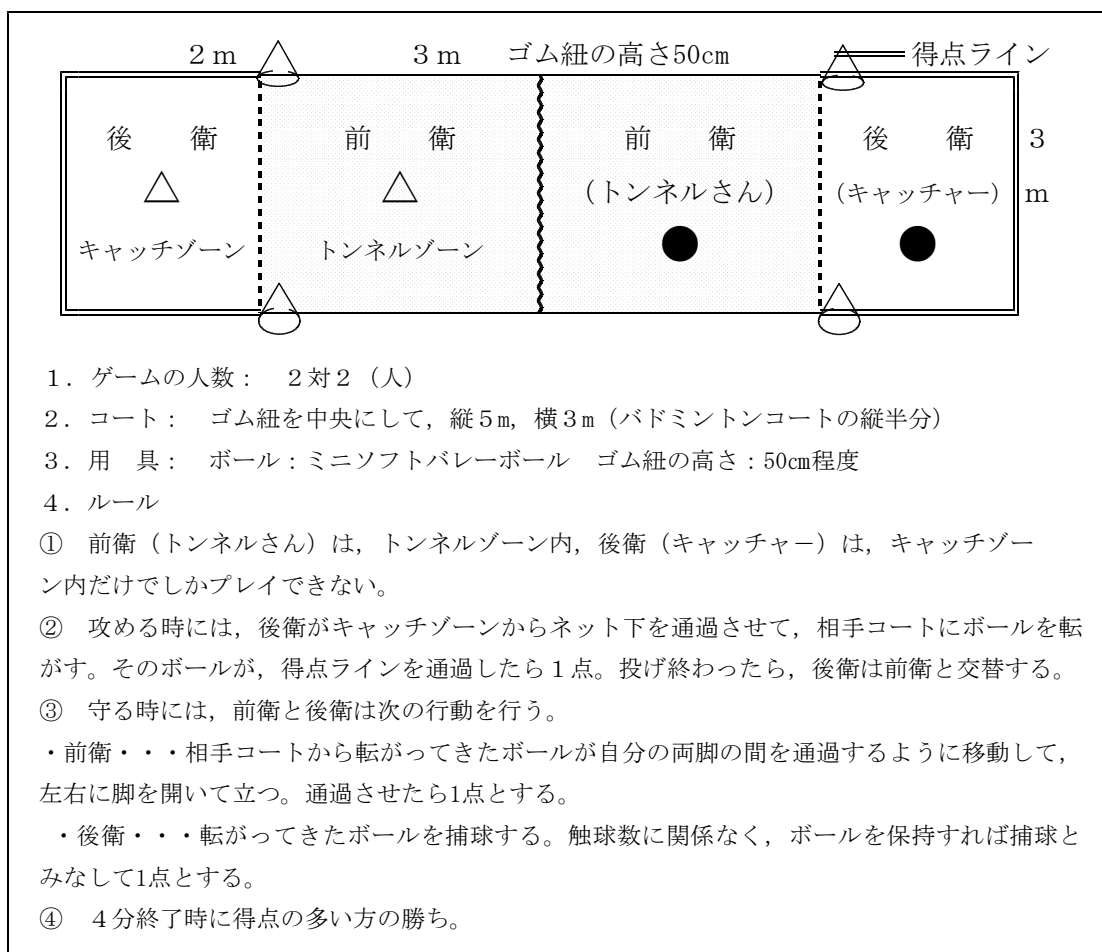 ２ｍ ３ｍ ゴム紐の高さ50㎝ 得点ライン
後 衛 前 衛 前 衛 後 衛 ３
（トンネルさん） （キャッチャー） ｍ
キャッチゾーン トンネルゾーン
１．ゲームの人数： ２対２（人）
２．コート： ゴム紐を中央にして，縦５ｍ，横３ｍ（バドミントンコートの縦半分）
３．用 具： ボール：ミニソフトバレーボール ゴム紐の高さ：50㎝程度
４．ルール
① 前衛（トンネルさん）は，トンネルゾーン内，後衛（キャッチャ－）は，キャッチゾー
ン内だけでしかプレイできない。
② 攻める時には，後衛がキャッチゾーンからネット下を通過させて，相手コートにボールを転
がす。そのボールが，得点ラインを通過したら１点。投げ終わったら，後衛は前衛と交替する。
③ 守る時には，前衛と後衛は次の行動を行う。
・前衛・・・相手コートから転がってきたボールが自分の両脚の間を通過するように移動して，
左右に脚を開いて立つ。通過させたら1点とする。
・後衛・・・転がってきたボールを捕球する。触球数に関係なく，ボールを保持すれば捕球と
みなして1点とする。
④ ４分終了時に得点の多い方の勝ち。